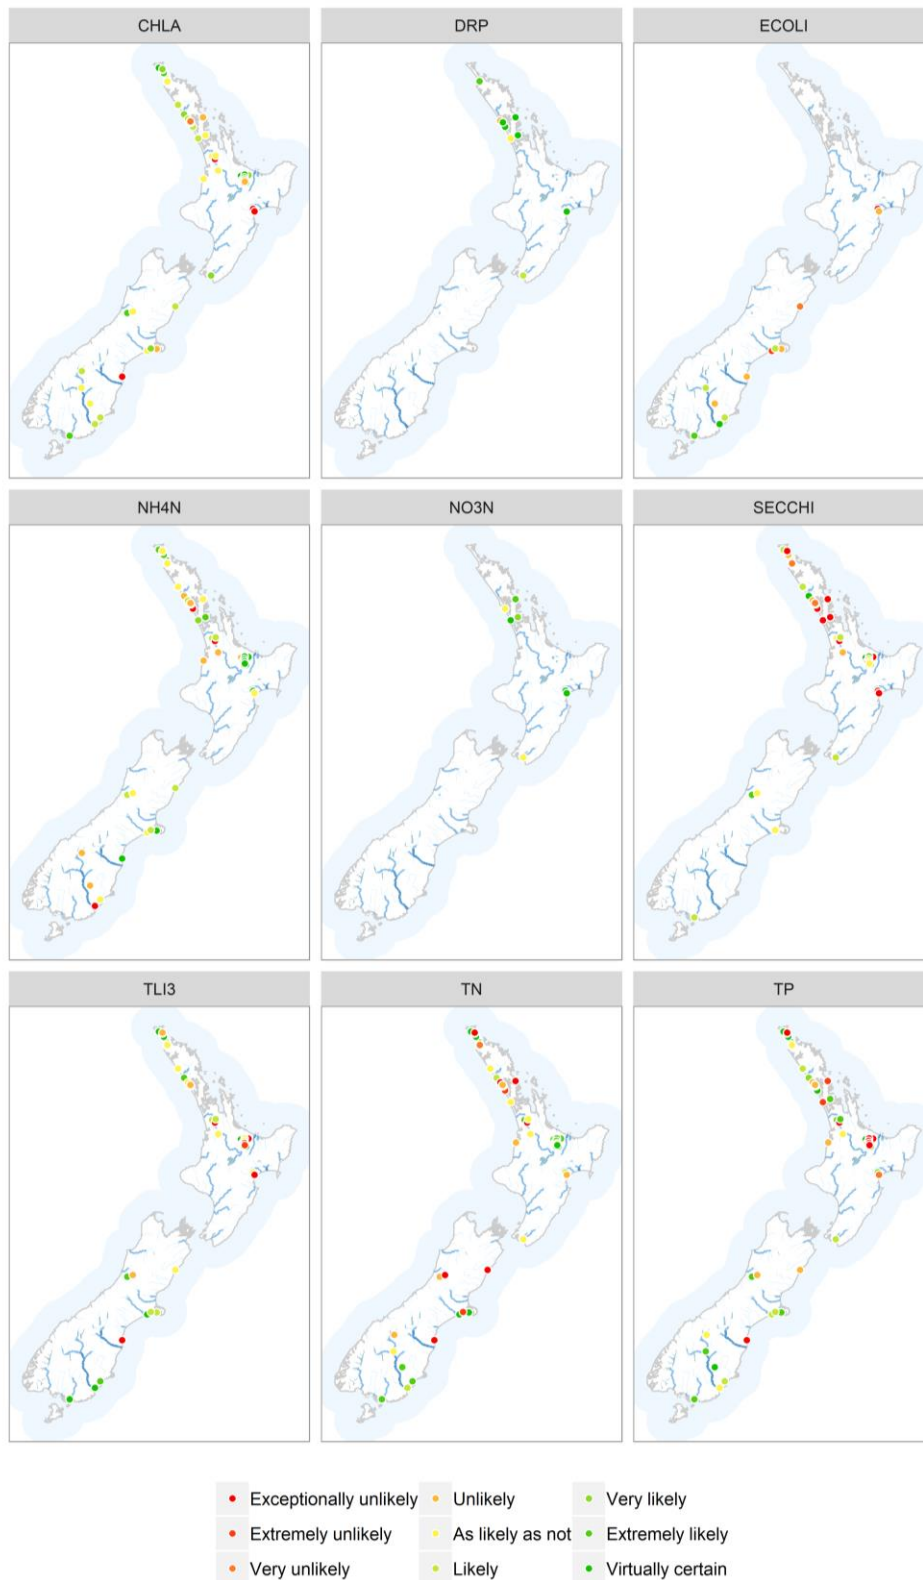 CHLA DRP ECOLI
NH4N NO3N SECCHI
TLI3 TN TP
Exceptionally unlikely Unlikely Very likely
Extremely unlikely As likely as not Extremely likely
Very unlikely Likely Virtually certain